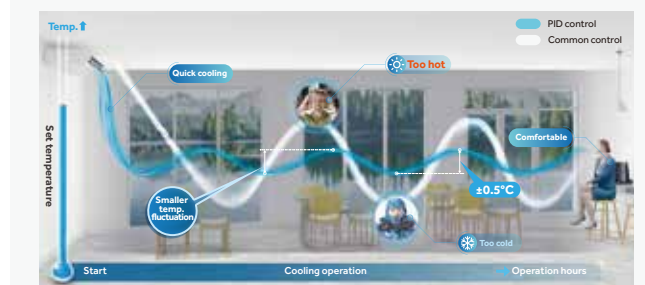 Temp.
PID control
Common control
Too hot
Quick cooling
Set temperature
Comfortable
±0.5°C
Smaller
temp.
fluctuation
Too cold
Start
Cooling operation
Operation hours